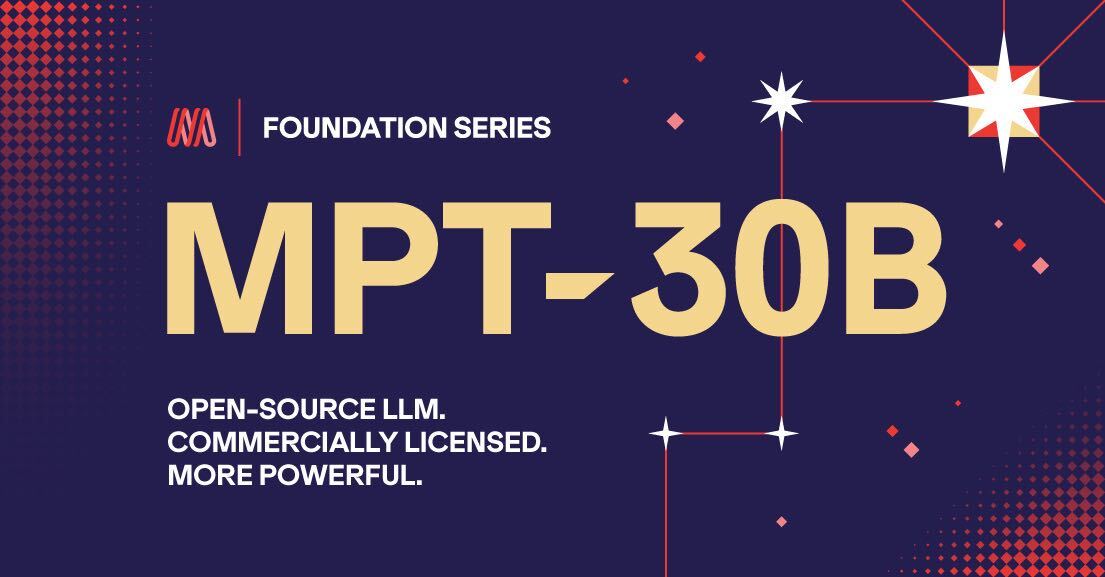 FOUNDATION SERIES
MPT-30B
OPEN-SOURCE LLM.
COMMERCIALLY LICENSED.
MORE POWERFUL.